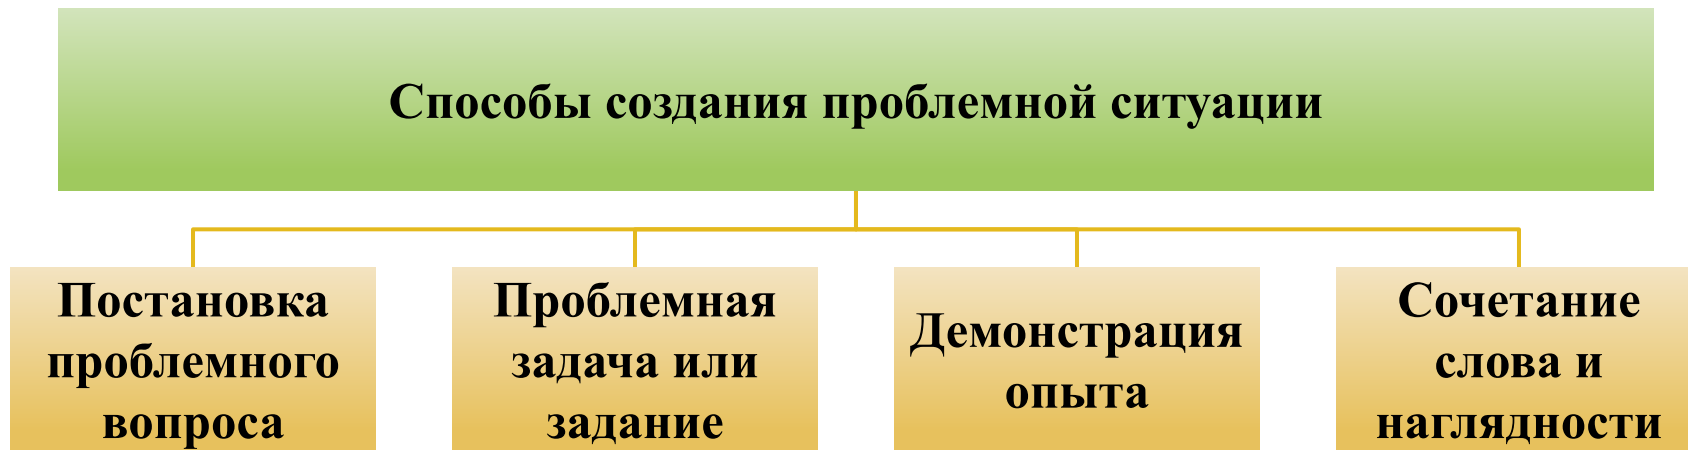 Способы создания проблемной ситуации
Постановка
проблемного
вопроса
Проблемная
задача или
задание
Демонстрация
опыта
Сочетание
слова и
наглядности